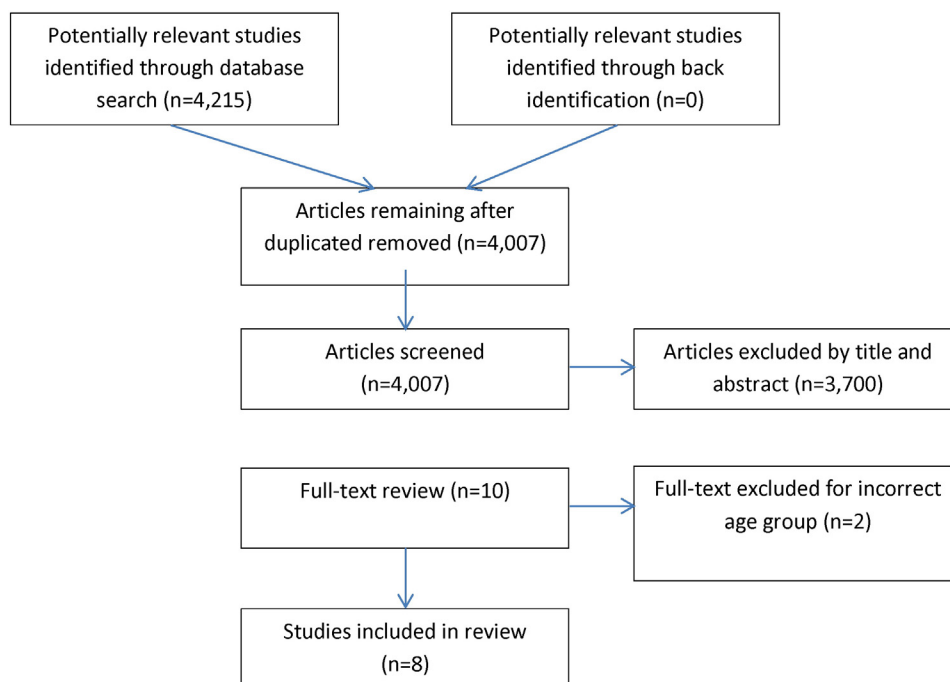 Potentially relevant studies
identified through database
search (n=4,215)
Potentially relevant studies
identified through back
identification (n=0)
Articles remaining after
duplicated removed (n=4,007)
Articles screened
(n=4,007)
Articles excluded by title and
abstract (n=3,700)
Full-text review (n=10)
Full-text excluded for incorrect
age group (n=2)
Studies included in review
(n=8)